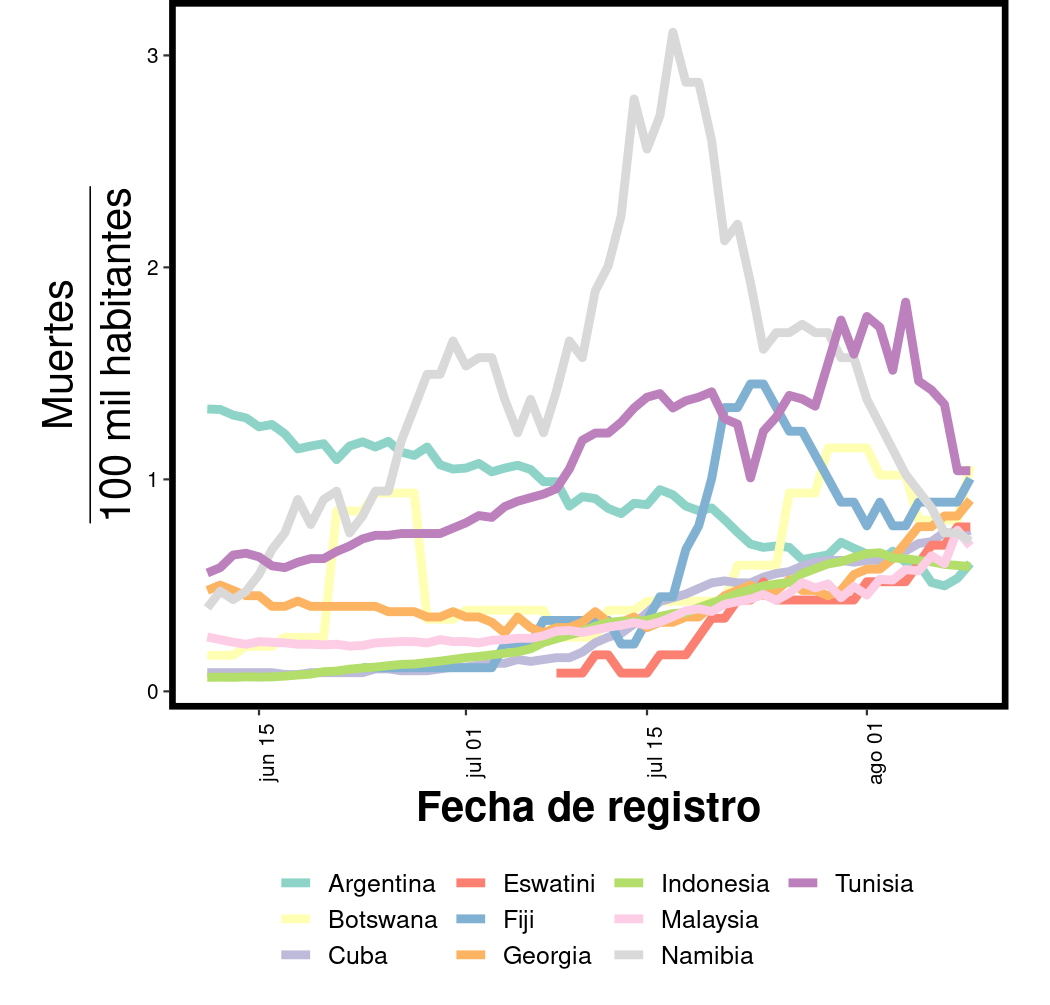 Muertes
100 mil habitantes
3
2
1
0
jun 15
jul 01
jul 15
ago 01
Fecha de registro
Argentina
Eswatini
Indonesia
Tunisia
Botswana
Fiji
Malaysia
Cuba
Georgia
Namibia